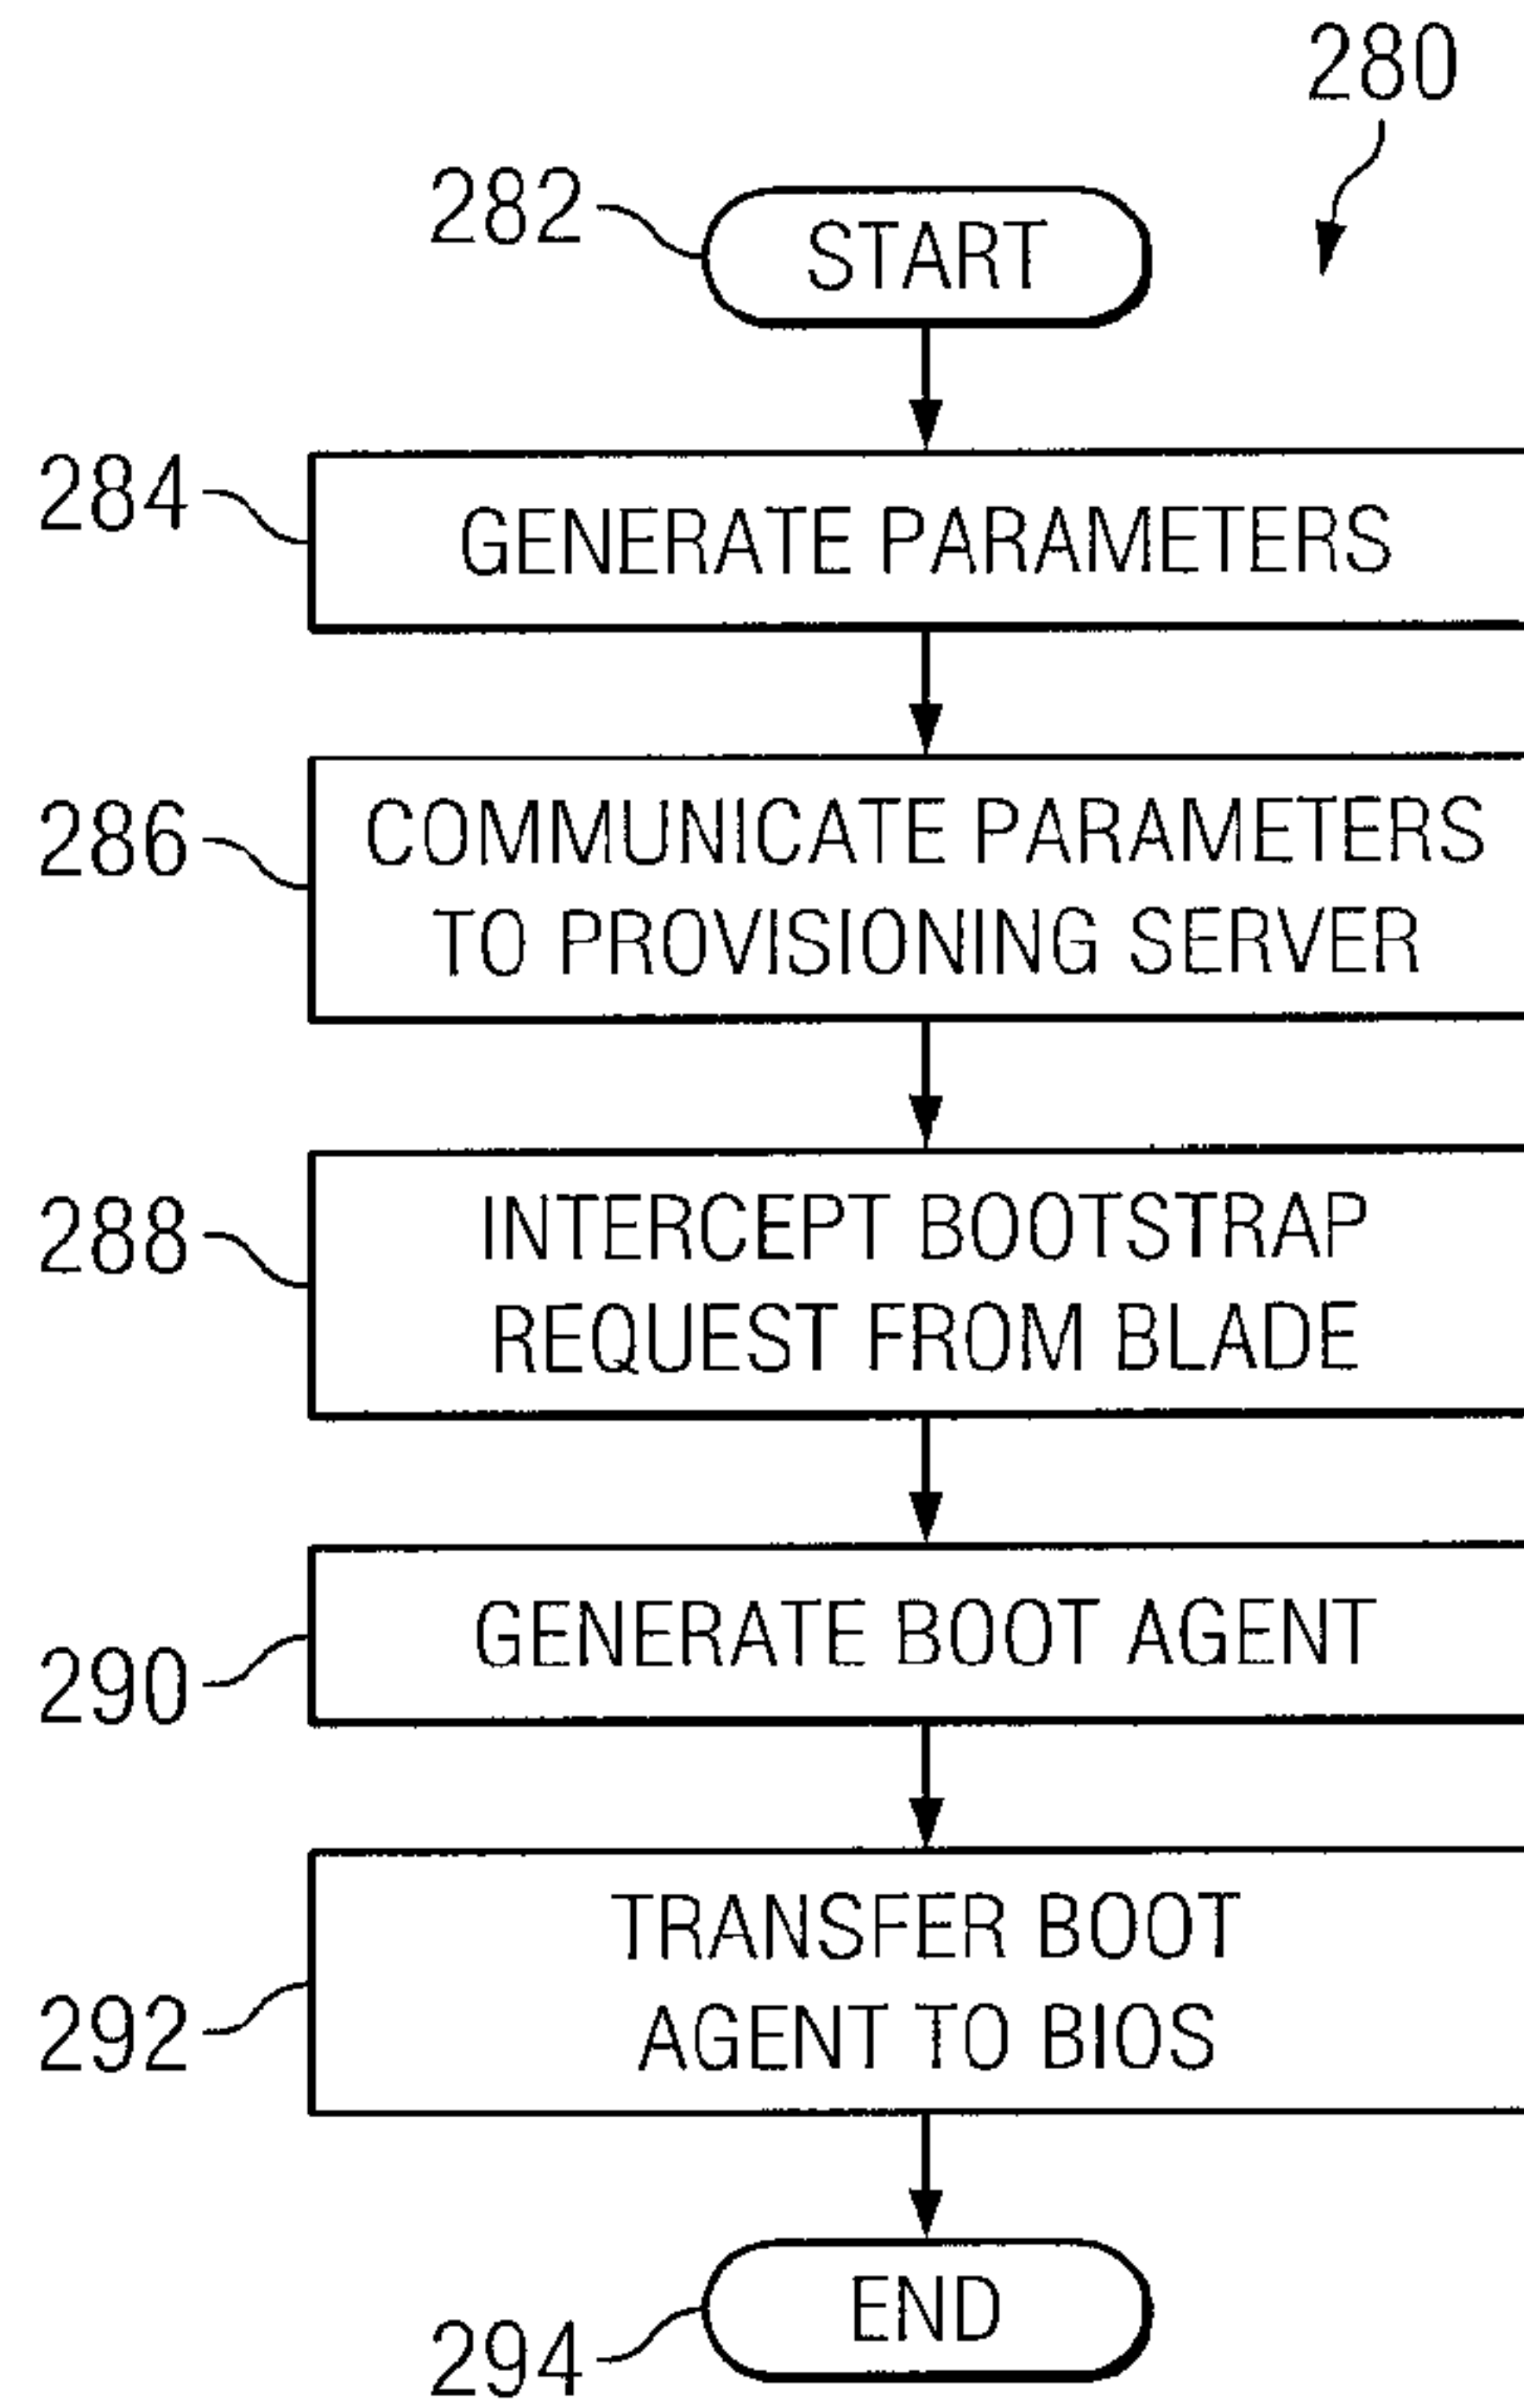 280
282
START
284
GENERATE PARAMETERS
286
COMMUNICATE PARAMETERS
TO PROVISIONING SERVER
288
INTERCEPT BOOTSTRAP
REQUEST FROM BLADE
290
GENERATE BOOT AGENT
292
TRANSFER BOOT
AGENT TO BIOS
294
END